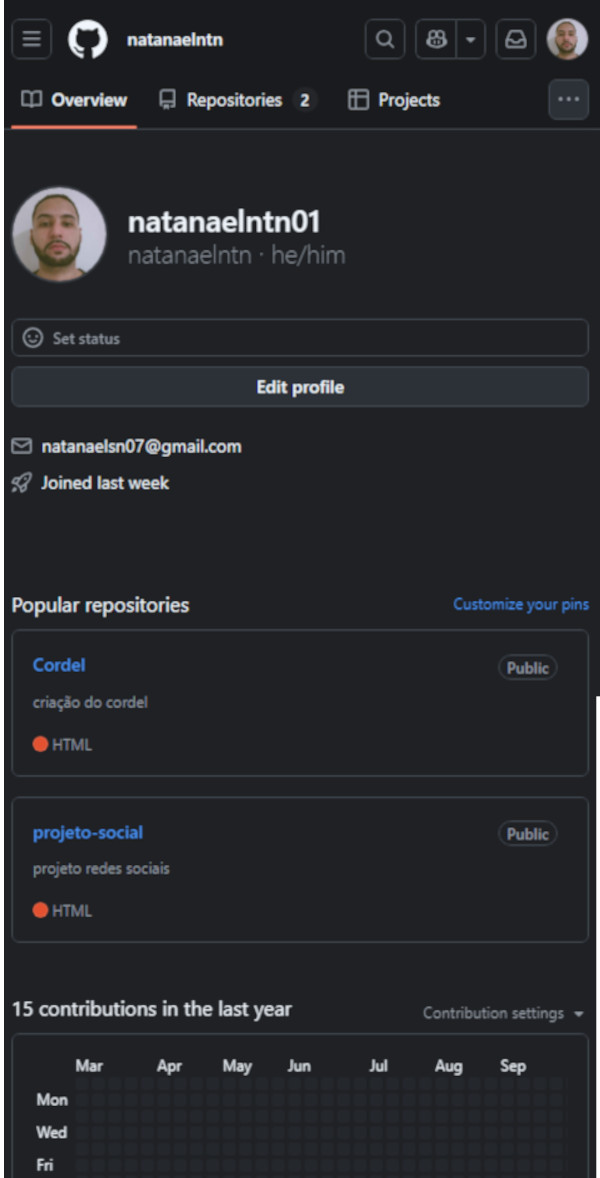 natanaelntn
Overview Repositories 2 Projects
natanaelntn01
natanaelntn · he/him
Set status
Edit profile
natanaelsn07@gmail.com
Joined last week
Popular repositories Customize your pins
Cordel Public
criação do cordel
HTML
projeto-social Public
projeto redes sociais
HTML
15 contributions in the last year Contribution settings
Mar Apr May Jun Jul Aug Sep
Mon
Wed
Fri